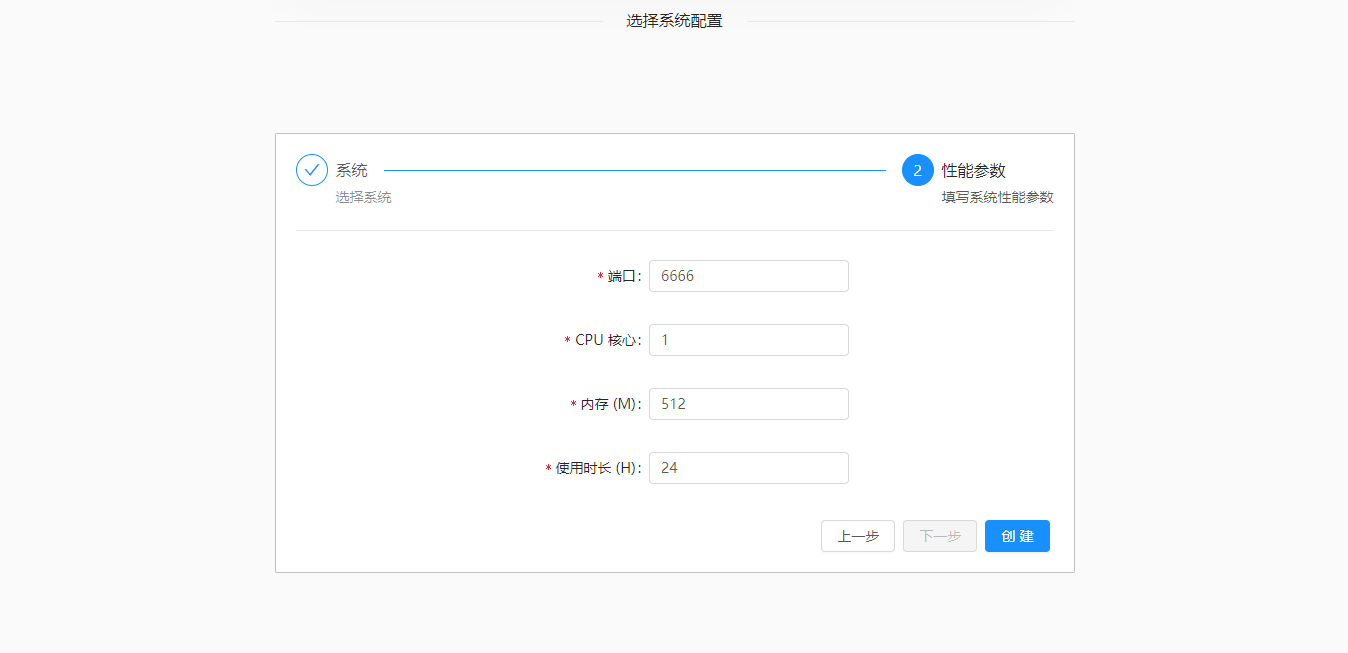 选择系统配置
系统
选择系统
2 性能参数
填写系统性能参数
* 端口: 6666
* CPU 核心: 1
* 内存 (M): 512
* 使用时长 (H): 24
上一步 下一步 创 建